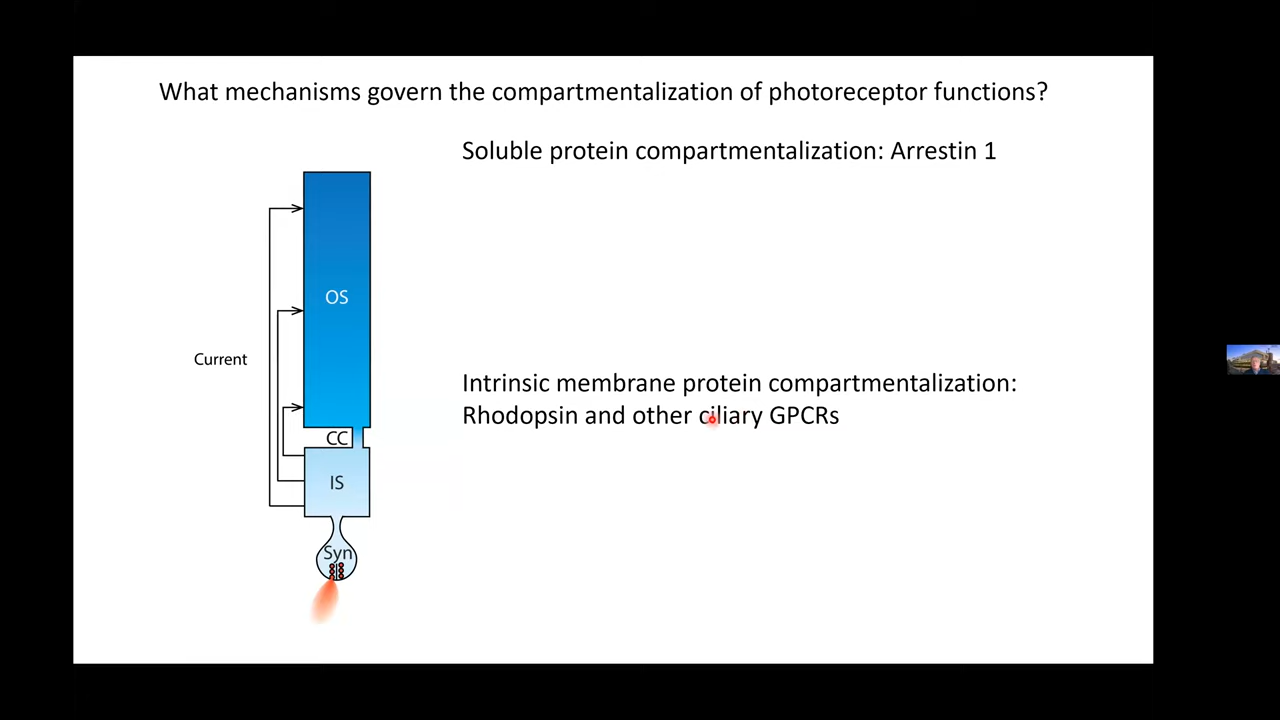 What mechanisms govern the compartmentalization of photoreceptor functions?
Soluble protein compartmentalization: Arrestin 1
OS
Current
Intrinsic membrane protein compartmentalization:
Rhodopsin and other ciliary GPCRs
CC
IS
Syn